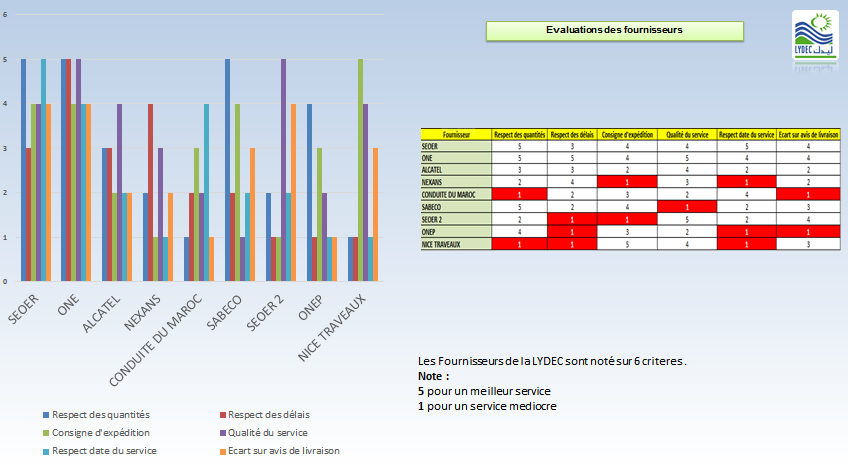 Evaluations des fournisseurs
LYDEC ليدك
6
5
4
3
2
1
0
SEOER
ONE
ALCATEL
NEXANS
CONDUITE DU MAROC
SABECO
SEOER 2
ONEP
NICE TRAVEAUX
Respect des quantités Respect des délais
Consigne d'expédition Qualité du service
Respect date du service Ecart sur avis de livraison
Fournisseur Respect des quantités Respect des délais Consigne d'expédition Qualité du service Respect date du service Ecart sur avis de livraison
SEOER 5 3 4 4 5 4
ONE 5 5 4 5 4 4
ALCATEL 3 3 2 4 2 2
NEXANS 2 4 1 3 1 2
CONDUITE DU MAROC 1 2 3 2 4 1
SABECO 5 2 4 1 2 3
SEOER 2 2 1 1 5 2 4
ONEP 4 1 3 2 1 1
NICE TRAVEAUX 1 1 5 4 1 3
Les Fournisseurs de la LYDEC sont noté sur 6 criteres .
Note :
5 pour un meilleur service
1 pour un service mediocre